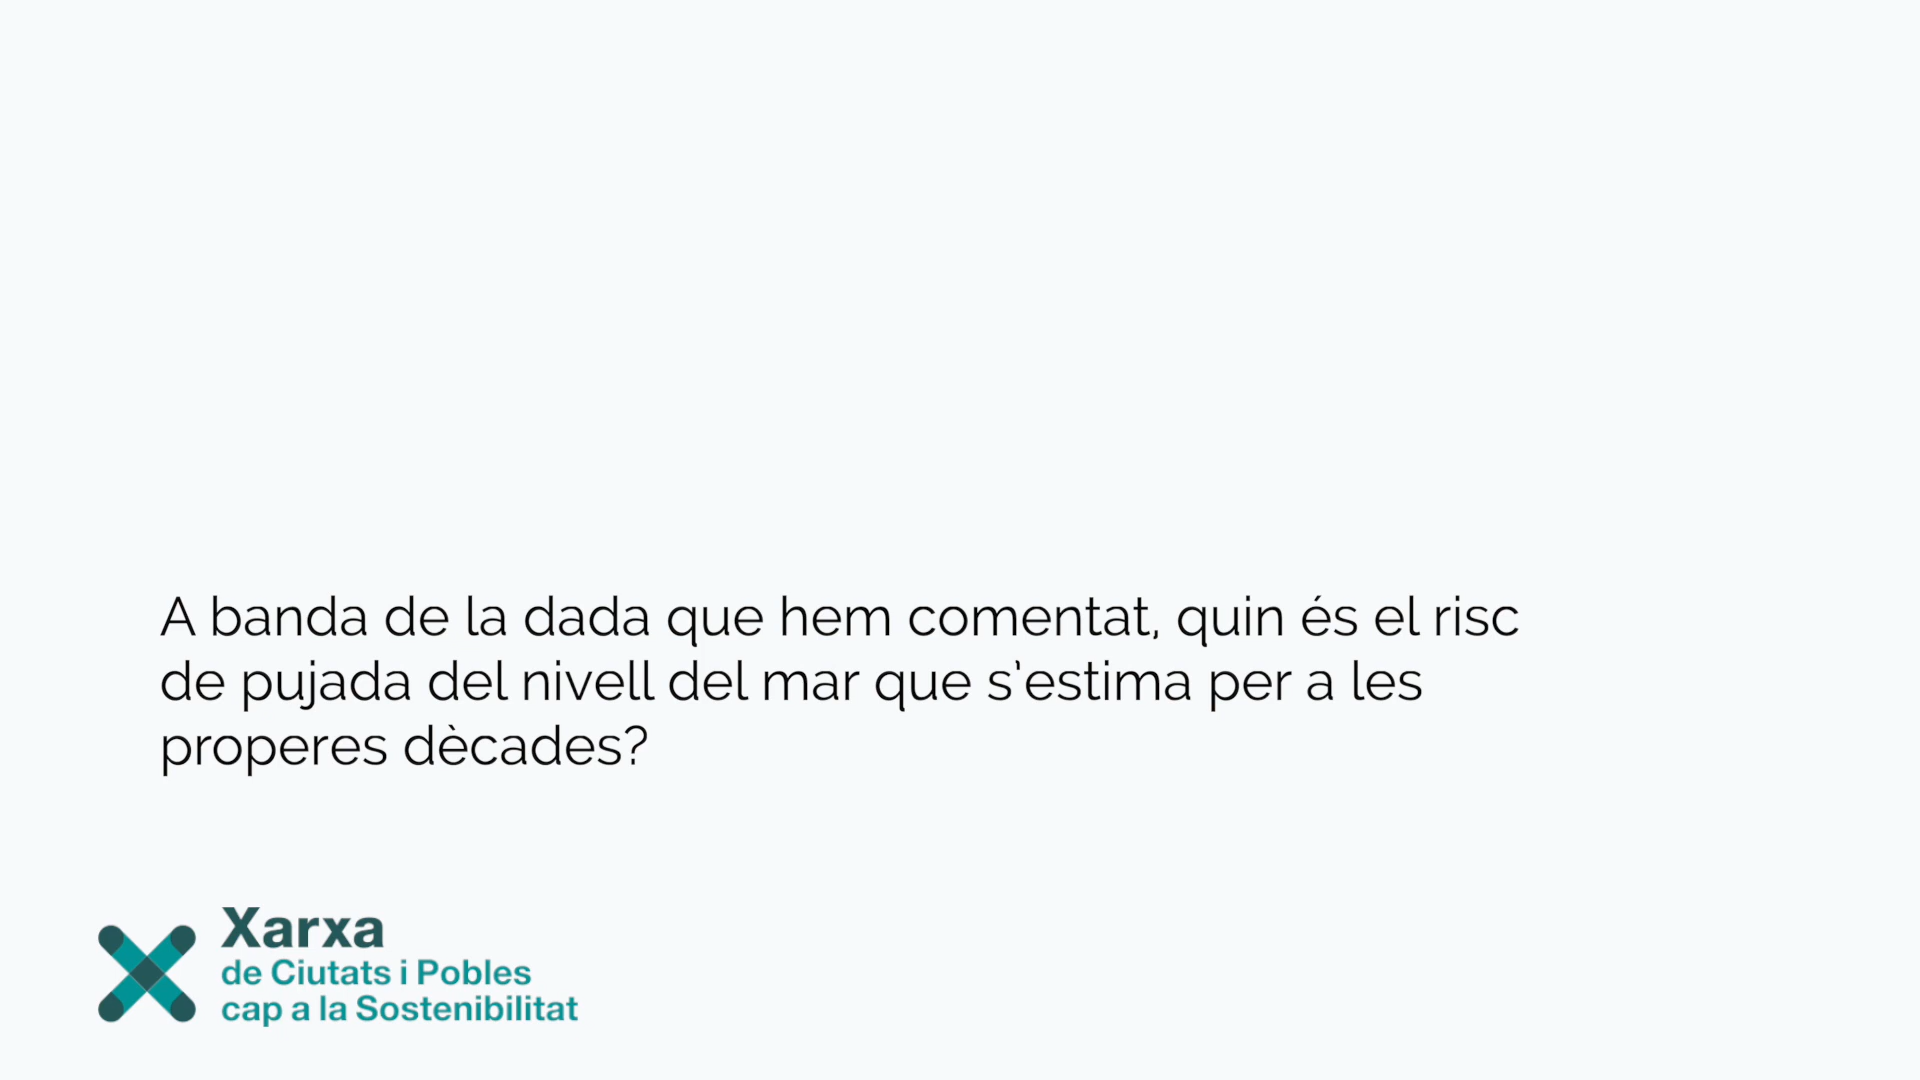 A banda de la dada que hem comentat, quin és el risc
de pujada del nivell del mar que s’estima per a les
properes dècades?
Xarxa
de Ciutats i Pobles
cap a la Sostenibilitat